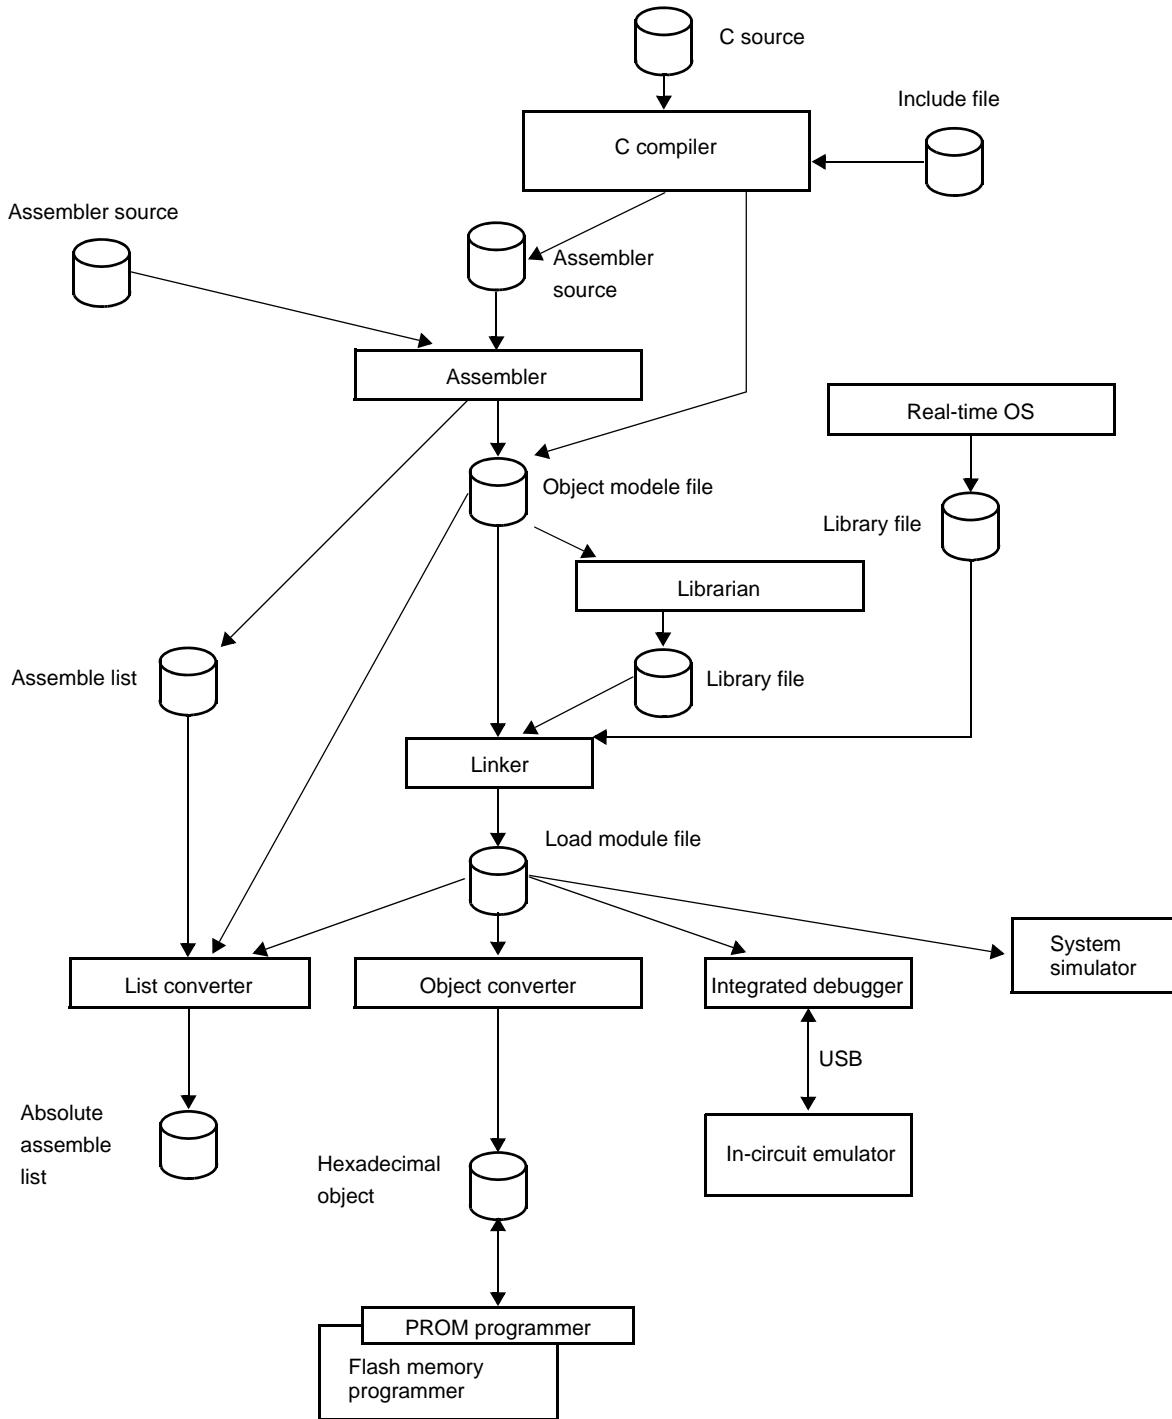 C source
Include file
C compiler
Assembler source
Assembler
source
Assembler
Real-time OS
Object modele file
Library file
Librarian
Assemble list
Library file
Linker
Load module file
System
simulator
List converter
Object converter
Integrated debugger
USB
Absolute
assemble
list
In-circuit emulator
Hexadecimal
object
PROM programmer
Flash memory
programmer